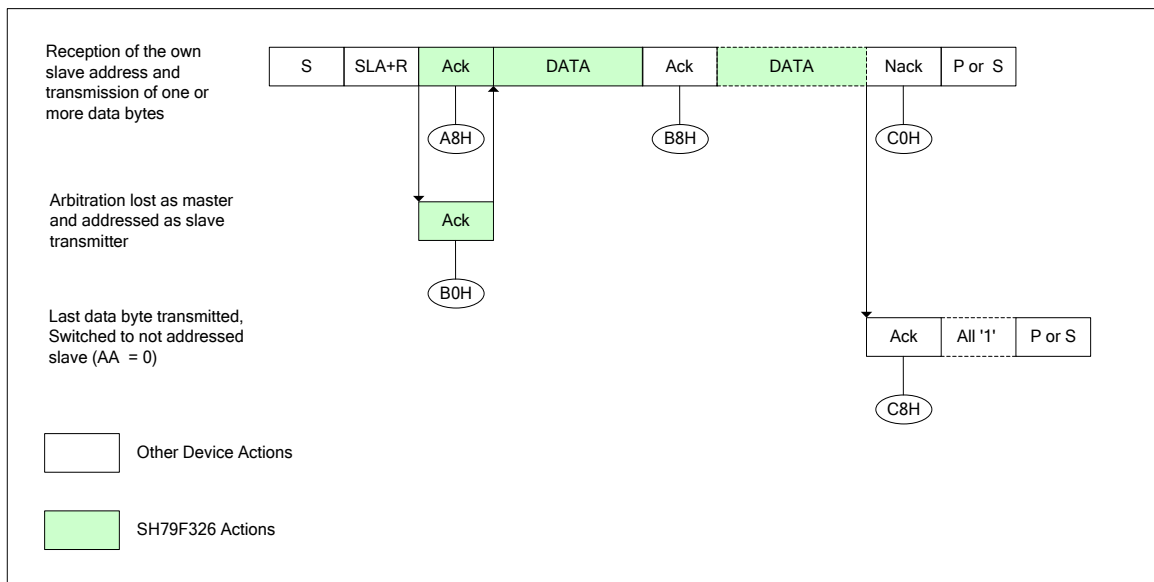 Reception of the own
slave address and
transmission of one or
more data bytes
S
SLA+R
Ack
DATA
Ack
DATA
Nack
P or S
A8H
B8H
C0H
Arbitration lost as master
and addressed as slave
transmitter
Ack
B0H
Last data byte transmitted,
Switched to not addressed
slave (AA = 0)
Ack
All '1'
P or S
C8H
Other Device Actions
SH79F326 Actions